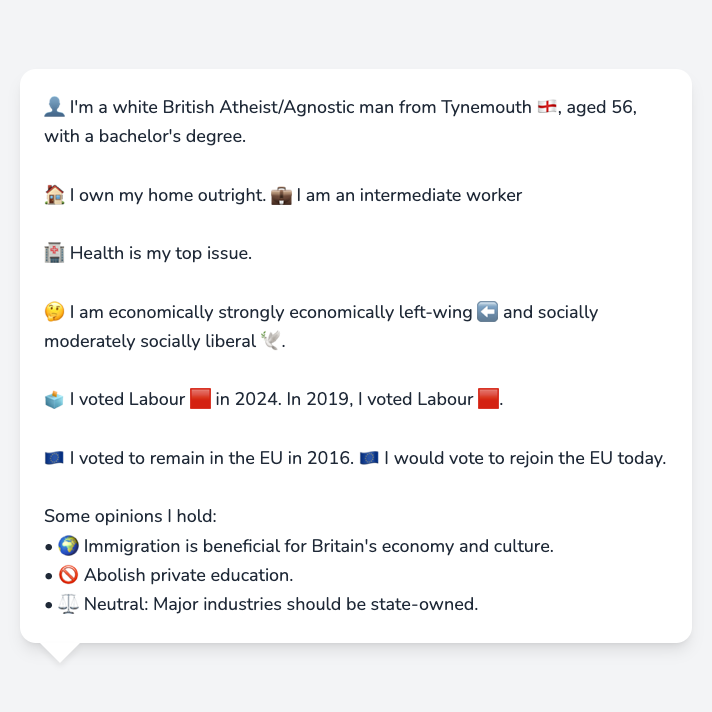 👤 I'm a white British Atheist/Agnostic man from Tynemouth 🏴󠁧󠁢󠁥󠁮󠁧󠁿, aged 56,
with a bachelor's degree.
🏠 I own my home outright. 💼 I am an intermediate worker
🏥 Health is my top issue.
🤔 I am economically strongly economically left-wing ⬅️ and socially
moderately socially liberal 🕊️.
🗳️ I voted Labour 🟥 in 2024. In 2019, I voted Labour 🟥.
🇪🇺 I voted to remain in the EU in 2016. 🇪🇺 I would vote to rejoin the EU today.
Some opinions I hold:
• 🌍 Immigration is beneficial for Britain's economy and culture.
• 🚫 Abolish private education.
• ⚖️ Neutral: Major industries should be state-owned.